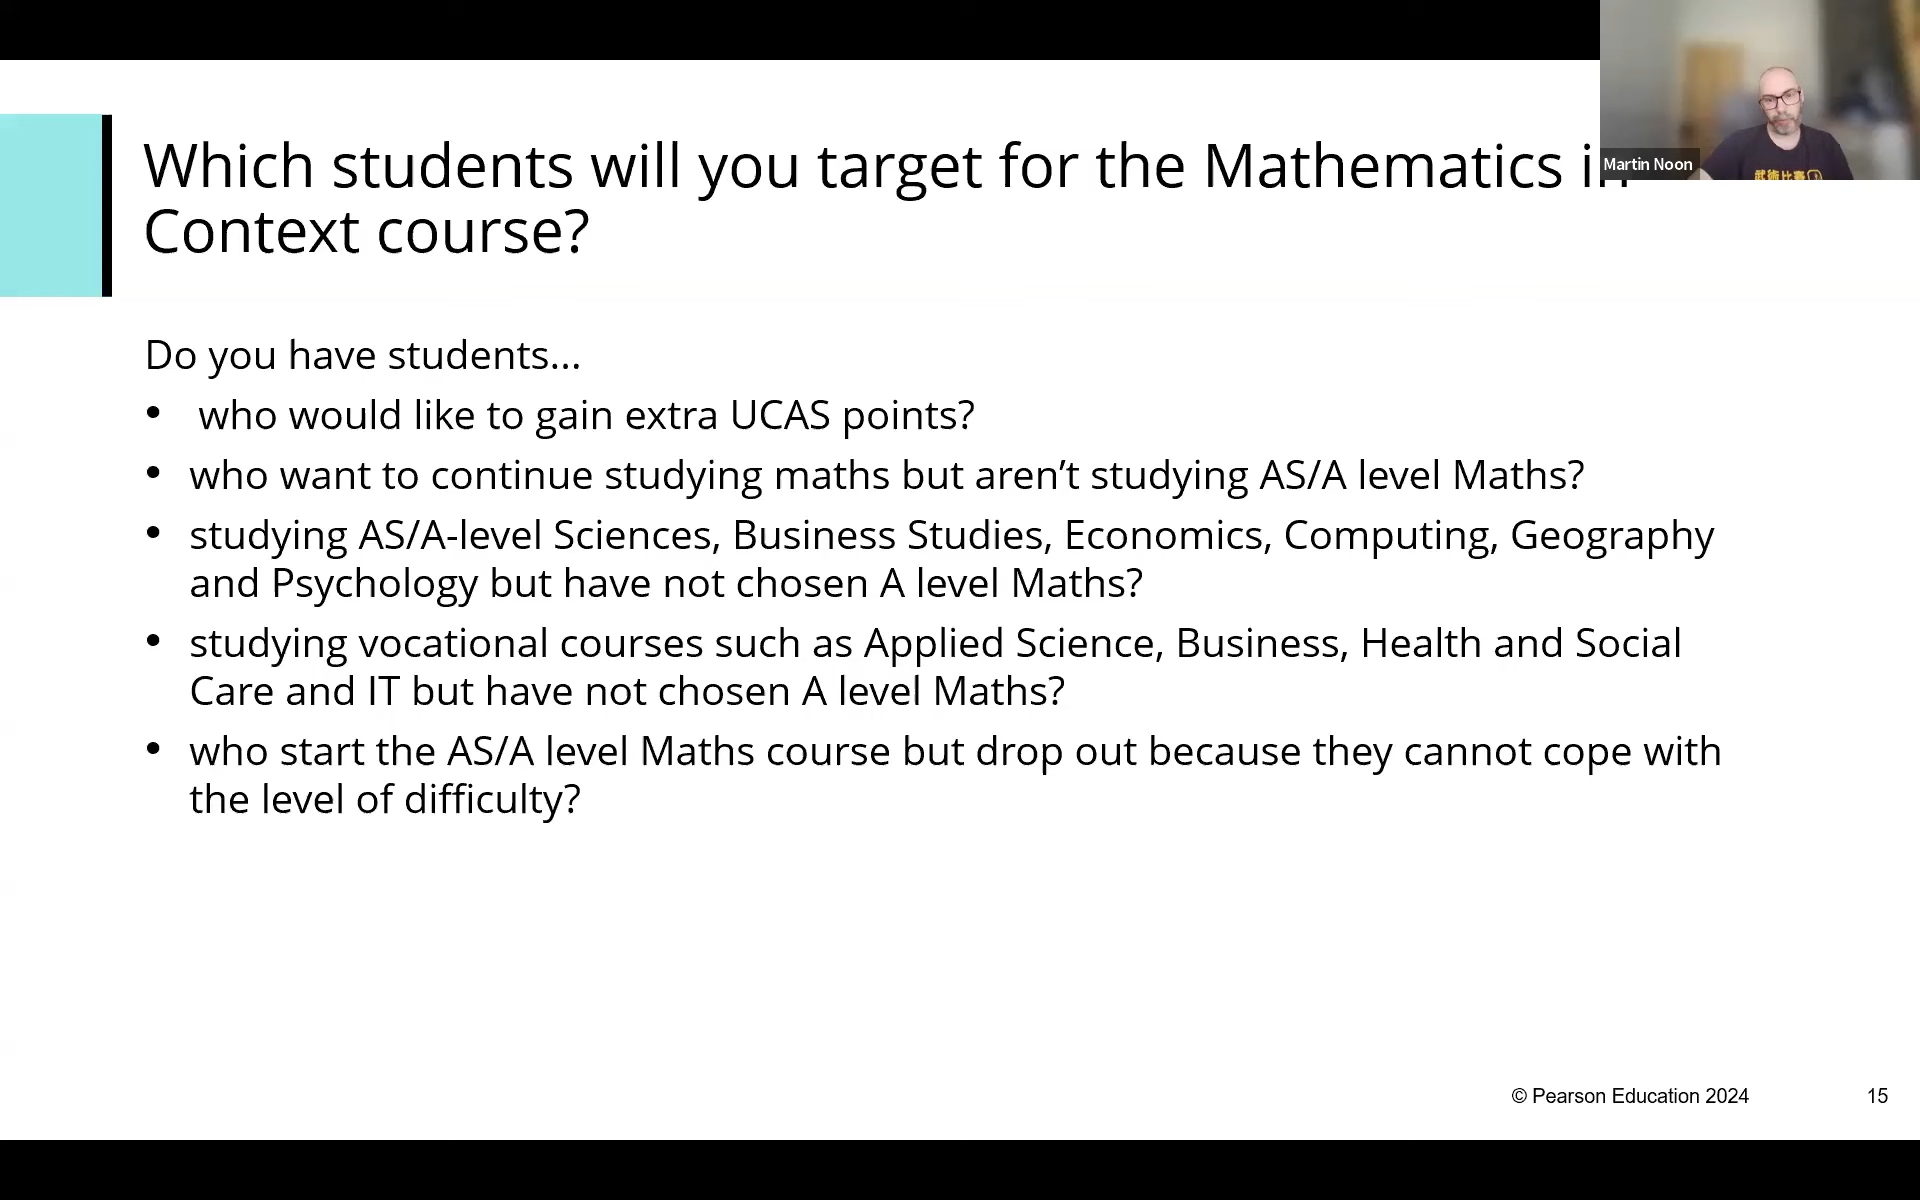 Which students will you target for the Mathematics in
Context course?
Martin Noon
武術比賽
Do you have students...
• who would like to gain extra UCAS points?
• who want to continue studying maths but aren’t studying AS/A level Maths?
• studying AS/A-level Sciences, Business Studies, Economics, Computing, Geography
and Psychology but have not chosen A level Maths?
• studying vocational courses such as Applied Science, Business, Health and Social
Care and IT but have not chosen A level Maths?
• who start the AS/A level Maths course but drop out because they cannot cope with
the level of difficulty?
© Pearson Education 2024
15